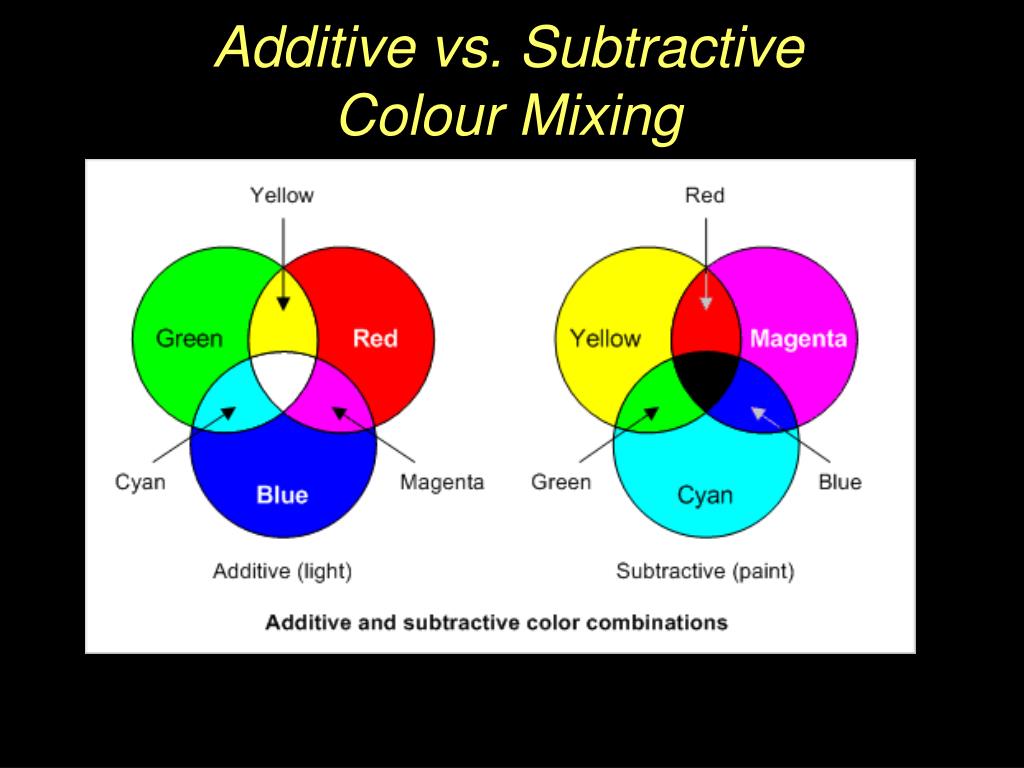 Additive vs. Subtractive
Colour Mixing
Yellow
Green
Red
Cyan
Magenta
Blue
Additive (light)
Red
Yellow
Magenta
Green
Blue
Cyan
Subtractive (paint)
Additive and subtractive color combinations